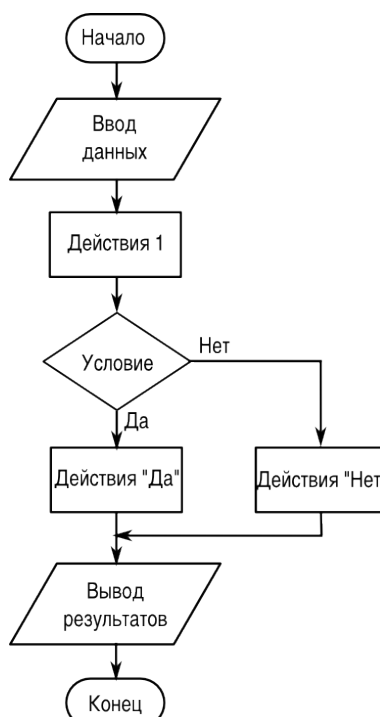 Начало
Ввод
данных
Действия 1
Условие
Нет
Да
Действия "Да"
Действия "Нет
Вывод
результатов
Конец